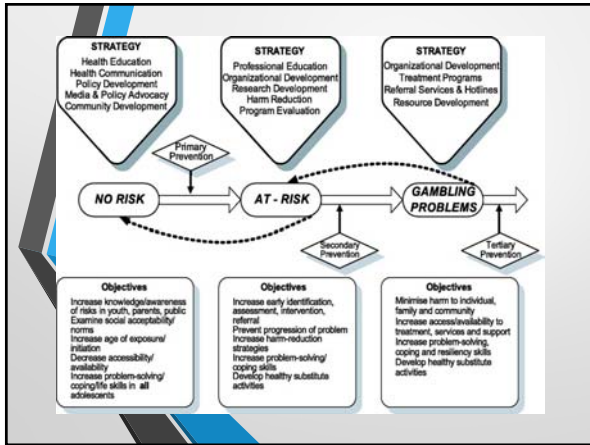 STRATEGY
Health Education
Health Communication
Policy Development
Media & Policy Advocacy
Community Development
STRATEGY
Professional Education
Organizational Development
Research Development
Harm Reduction
Program Evaluation
STRATEGY
Organizational Development
Treatment Programs
Referral Services & Hotlines
Resource Development
Primary
Prevention
NO RISK
AT - RISK
GAMBLING
PROBLEMS
Secondary
Prevention
Tertiary
Prevention
Objectives
Increase knowledge/awareness
of risks in youth, parents, public
Examine social acceptability/
norms
Increase age of exposure/
initiation
Decrease accessibility/
availability
Increase problem-solving/
coping/life skills in all
adolescents
Objectives
Increase early identification,
assessment, intervention,
referral
Prevent progression of problem
Increase harm-reduction
strategies
Increase problem-solving/
coping skills
Develop healthy substitute
activities
Objectives
Minimise harm to individual,
family and community
Increase access/availability to
treatment, services and support
Increase problem-solving,
coping and resiliency skills
Develop healthy substitute
activities